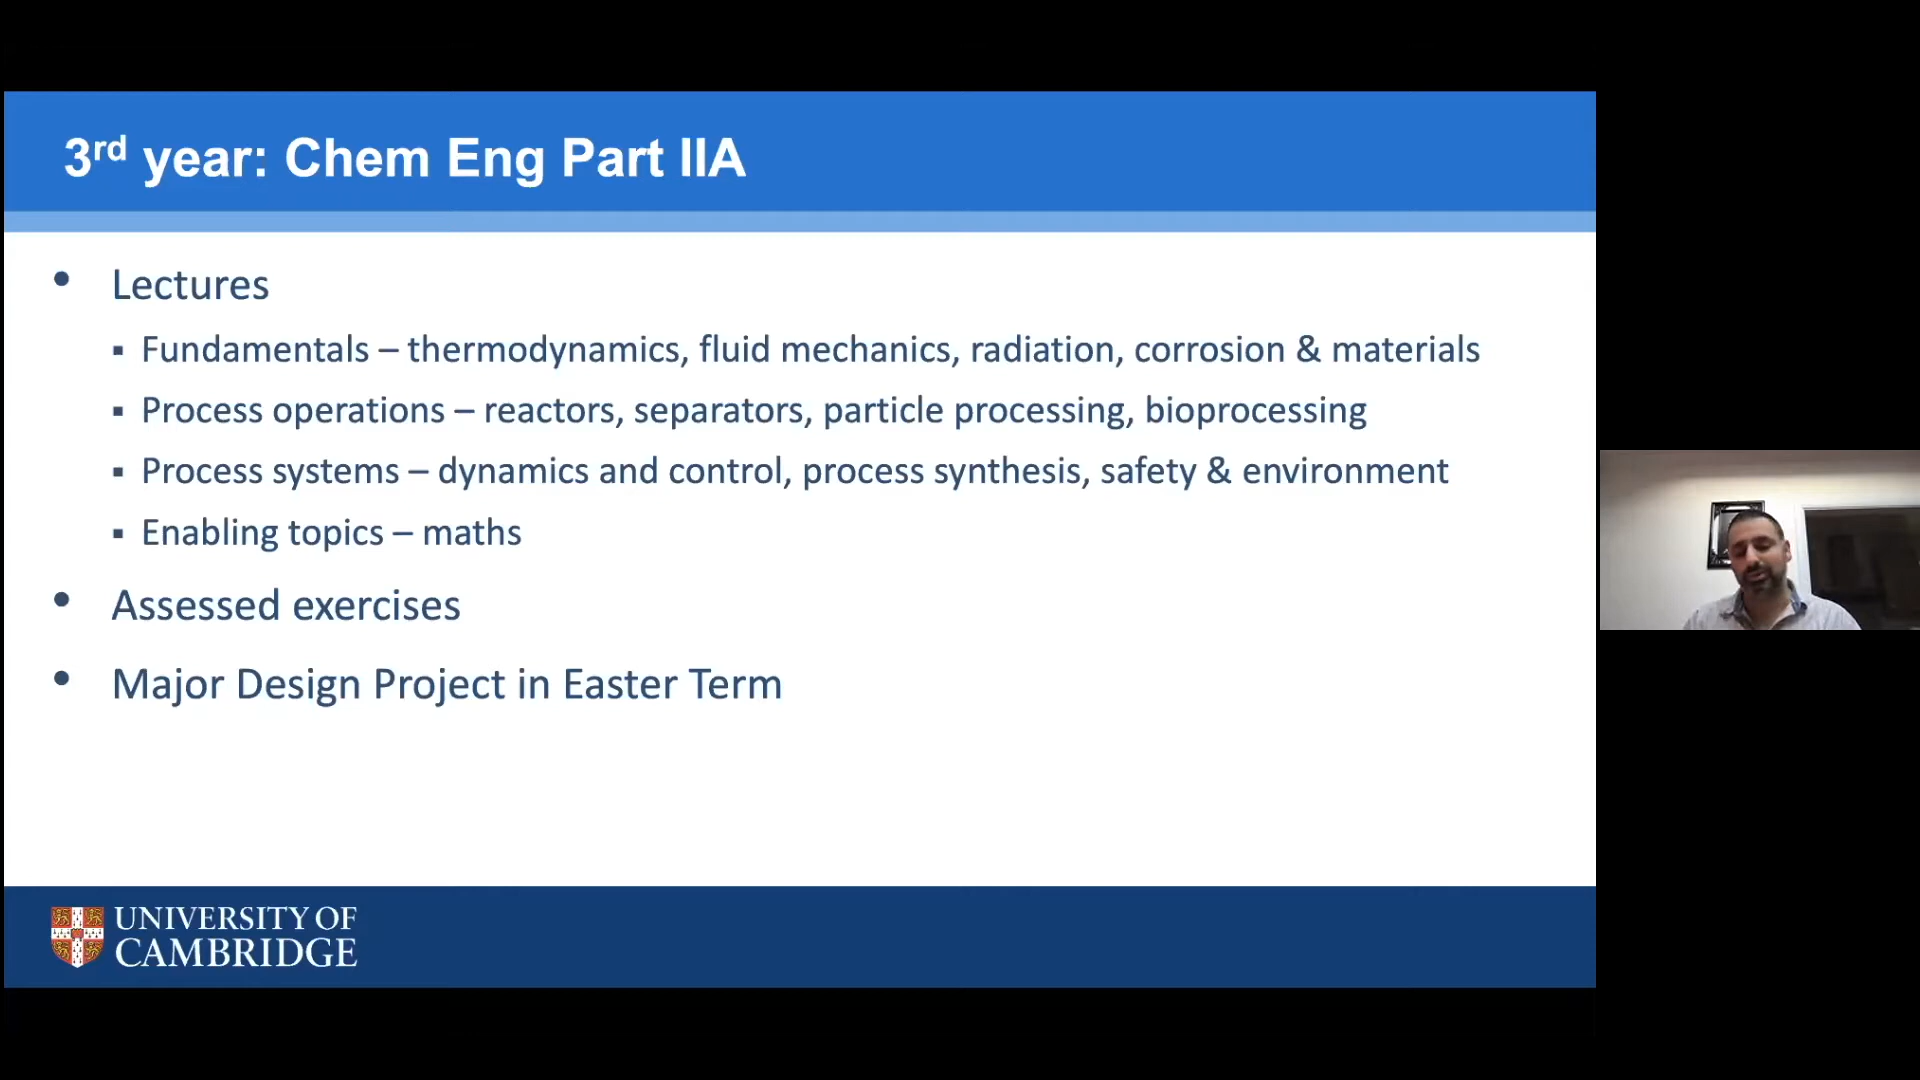 3rd year: Chem Eng Part IIA
• Lectures
▪ Fundamentals – thermodynamics, fluid mechanics, radiation, corrosion & materials
▪ Process operations – reactors, separators, particle processing, bioprocessing
▪ Process systems – dynamics and control, process synthesis, safety & environment
▪ Enabling topics – maths
• Assessed exercises
• Major Design Project in Easter Term
UNIVERSITY OF
CAMBRIDGE